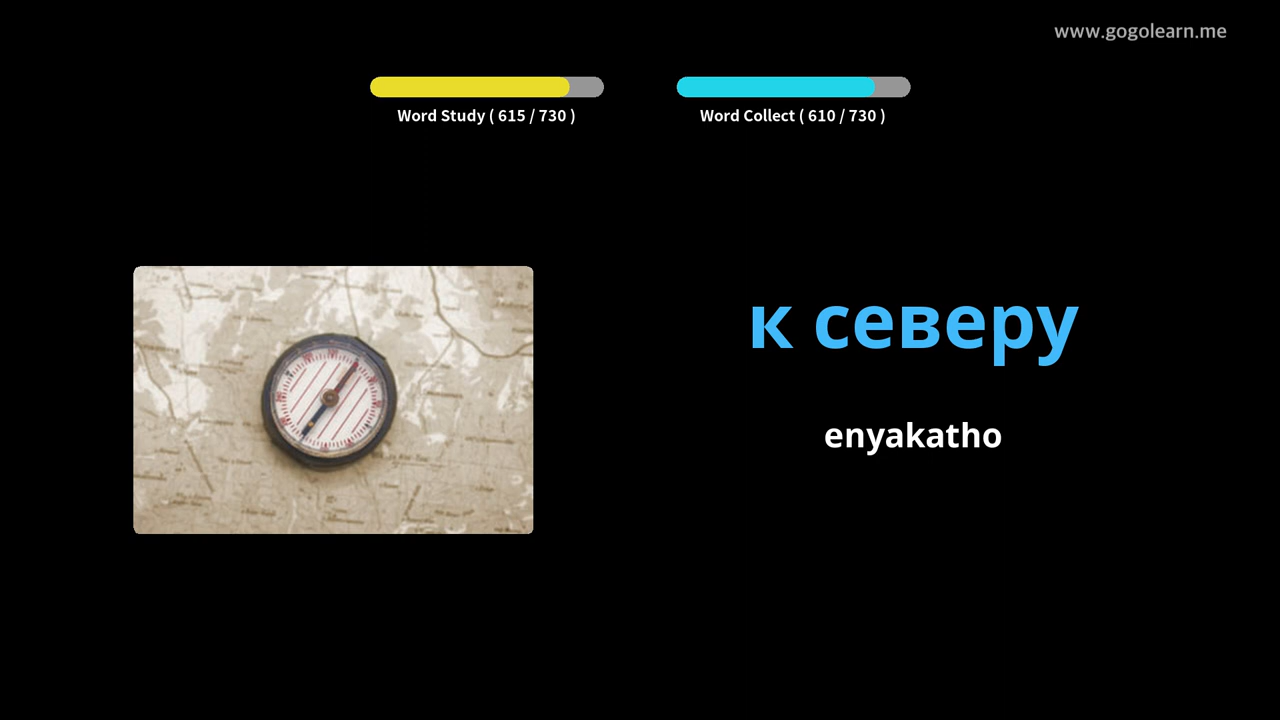 www.gogolearn.me
Word Study ( 615 / 730 )
Word Collect ( 610 / 730 )
к северу
enyakatho